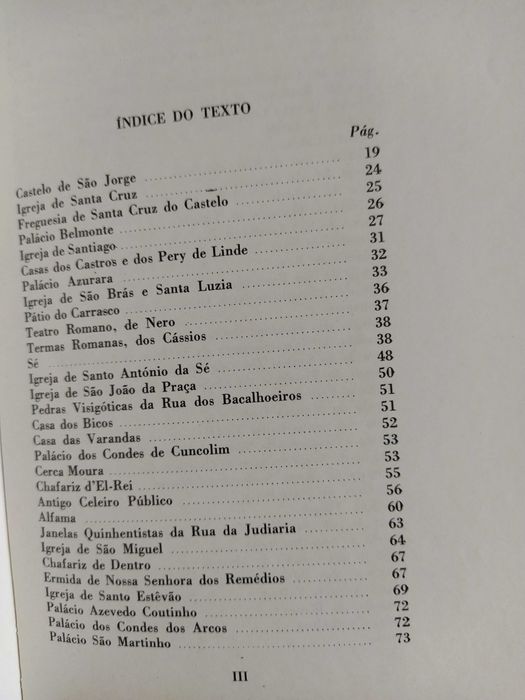 ÍNDICE DO TEXTO
Pág.
Castelo de São Jorge ........ 19
Igreja de Santa Cruz ........ 24
Freguesia de Santa Cruz do Castelo ........ 25
Palácio Belmonte ........ 26
Igreja de Santiago ........ 27
Casas dos Castros e dos Pery de Linde ........ 31
Palácio Azurara ........ 32
Igreja de São Brás e Santa Luzia ........ 33
Pátio do Carrasco ........ 36
Teatro Romano, de Nero ........ 37
Termas Romanas, dos Cássios ........ 38
Sé ........ 38
Igreja de Santo António da Sé ........ 48
Igreja de São João da Praça ........ 50
Pedras Visigóticas da Rua dos Bacalhoeiros ........ 51
Casa dos Bicos ........ 51
Casa das Varandas ........ 52
Palácio dos Condes de Cuncolim ........ 53
Cerca Moura ........ 53
Chafariz d'El-Rei ........ 55
Antigo Celeiro Público ........ 56
Alfama ........ 60
Janelas Quinhentistas da Rua da Judiaria ........ 63
Igreja de São Miguel ........ 64
Chafariz de Dentro ........ 67
Ermida de Nossa Senhora dos Remédios ........ 67
Igreja de Santo Estêvão ........ 69
Palácio Azevedo Coutinho ........ 72
Palácio dos Condes dos Arcos ........ 72
Palácio São Martinho ........ 73
III